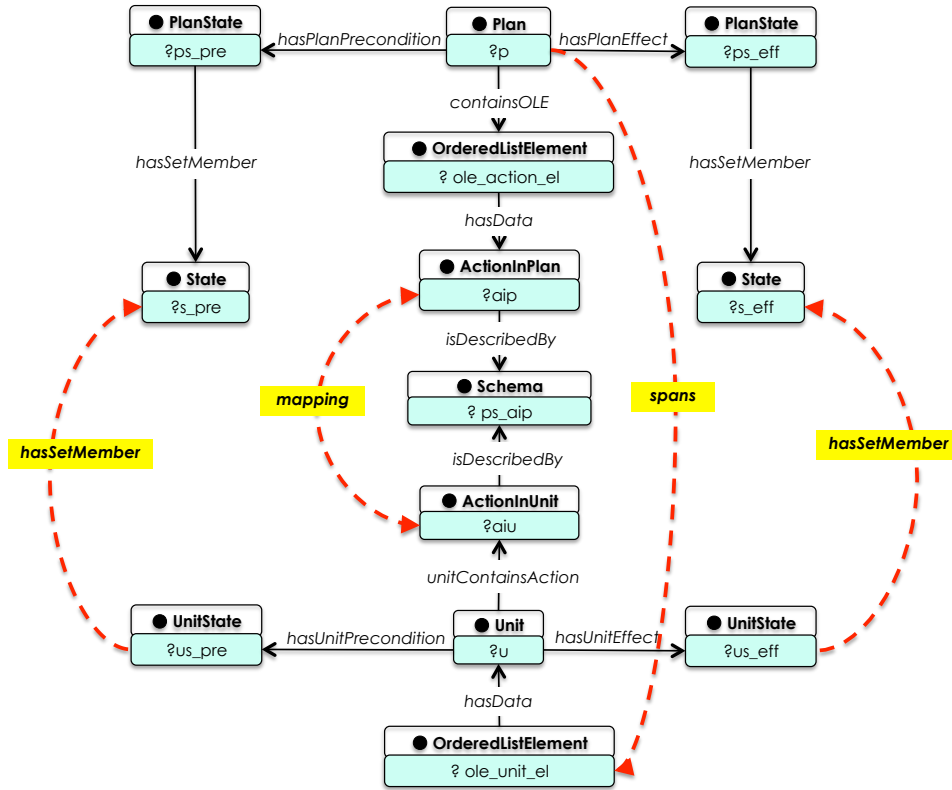 PlanState
?ps_pre
hasPlanPrecondition
Plan
?p
hasPlanEffect
PlanState
?ps_eff
containsOLE
hasSetMember
OrderedListElement
? ole_action_el
hasSetMember
hasData
State
?s_pre
ActionInPlan
?aip
State
?s_eff
isDescribedBy
mapping
Schema
? ps_aip
spans
hasSetMember
isDescribedBy
hasSetMember
ActionInUnit
?aiu
unitContainsAction
UnitState
?us_pre
hasUnitPrecondition
Unit
?u
hasUnitEffect
UnitState
?us_eff
hasData
OrderedListElement
? ole_unit_el